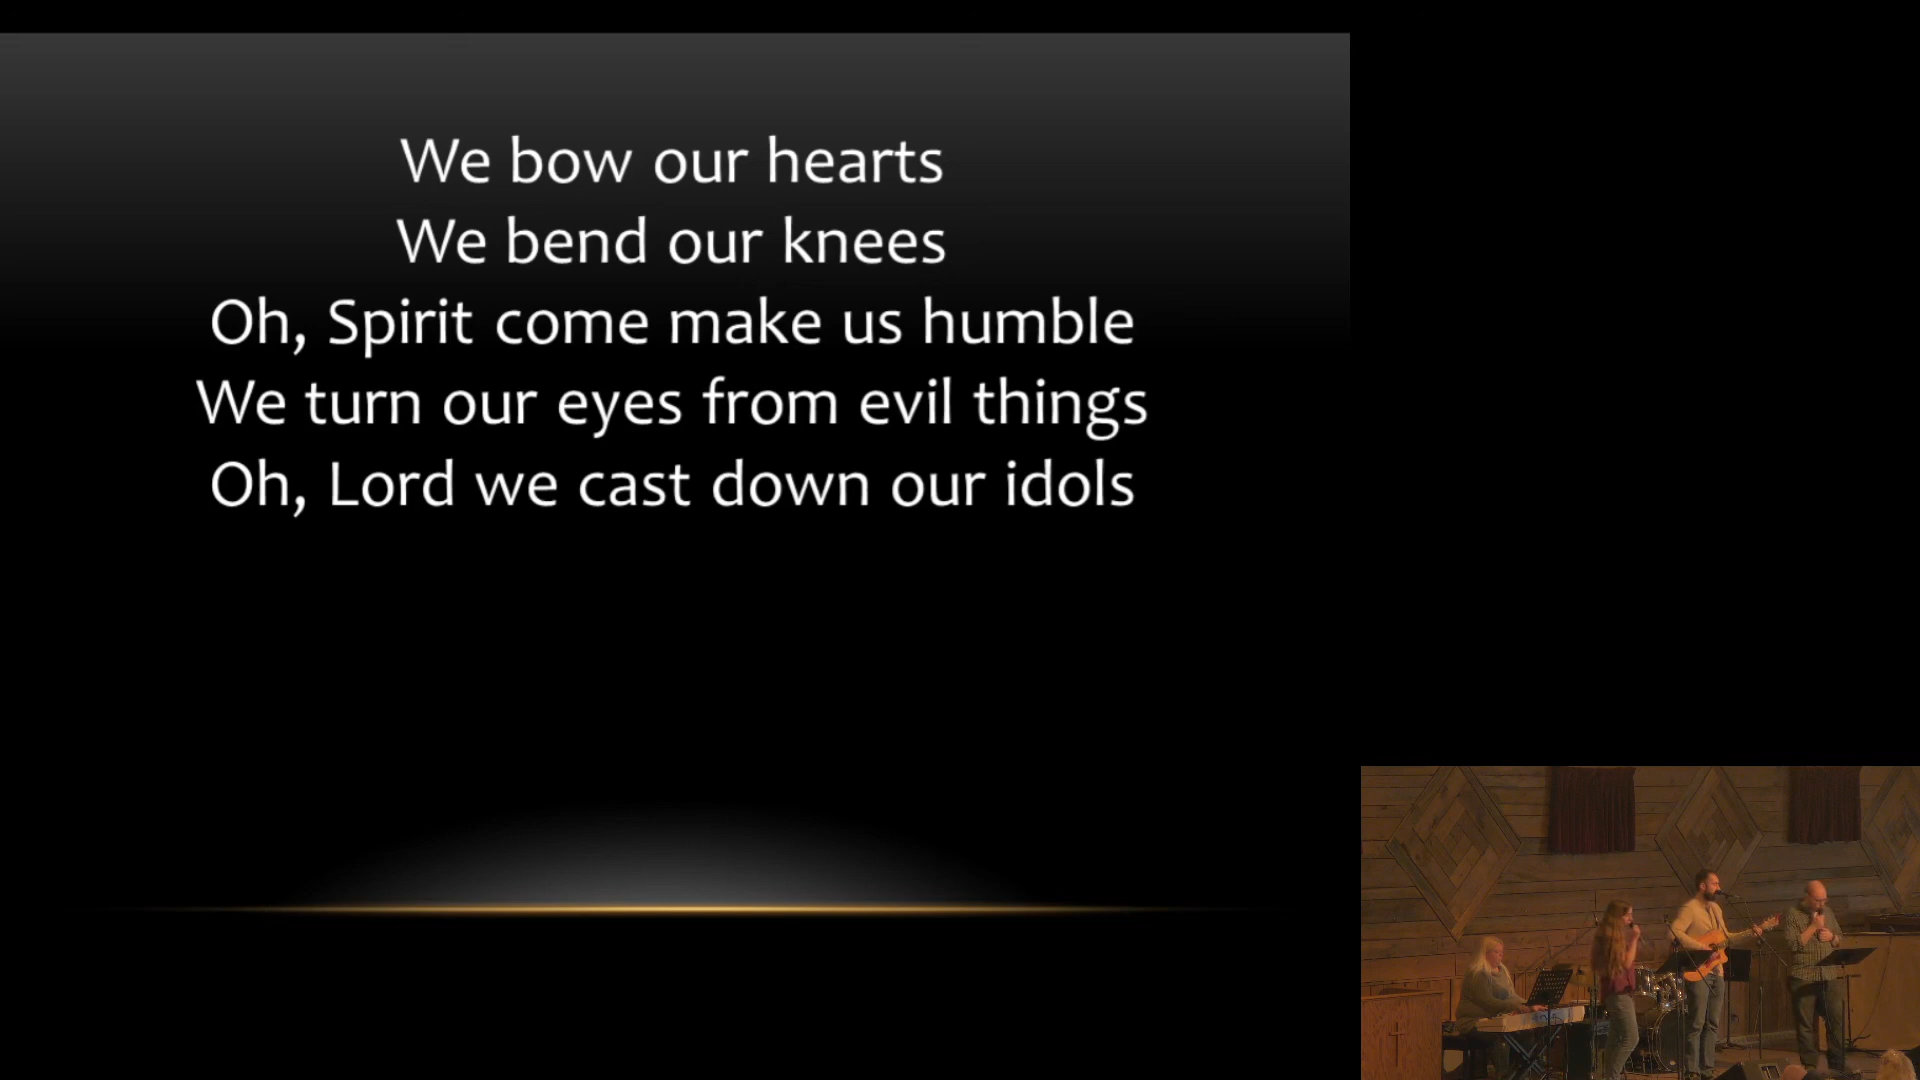 We bow our hearts
We bend our knees
Oh, Spirit come make us humble
We turn our eyes from evil things
Oh, Lord we cast down our idols